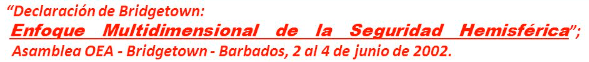 “Declaración de Bridgetown:
Enfoque Multidimensional de la Seguridad Hemisférica”;
Asamblea OEA - Bridgetown - Barbados, 2 al 4 de junio de 2002.